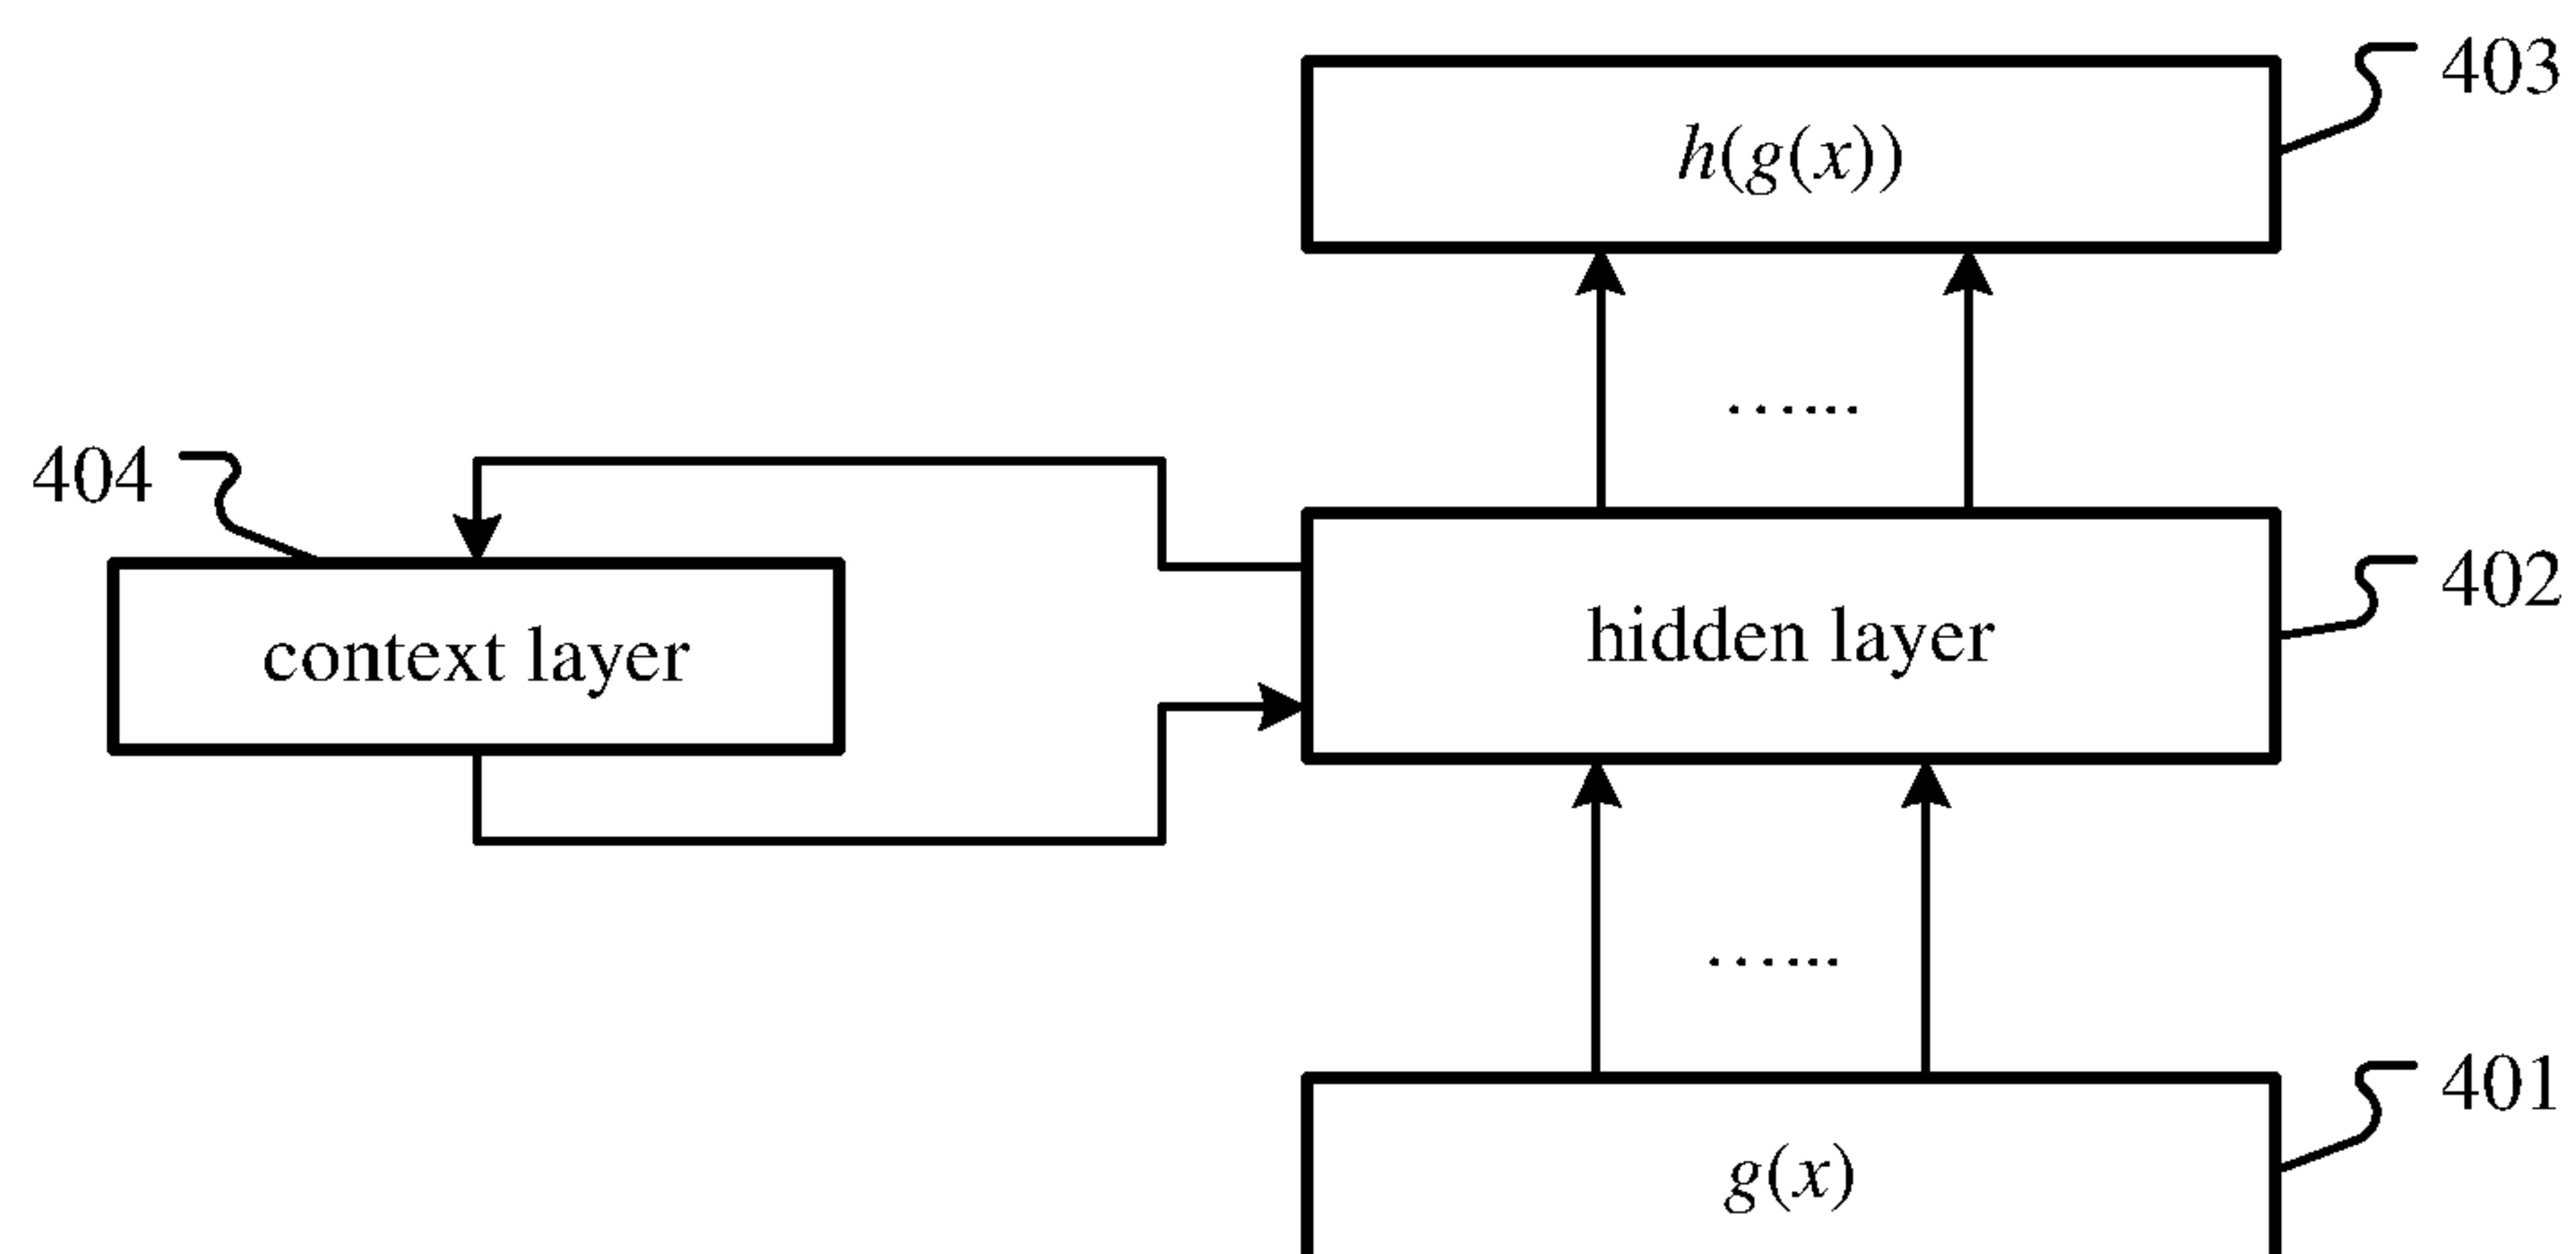 403
h(g(x))
......
404
402
hidden layer
context layer
......
401
g(x)